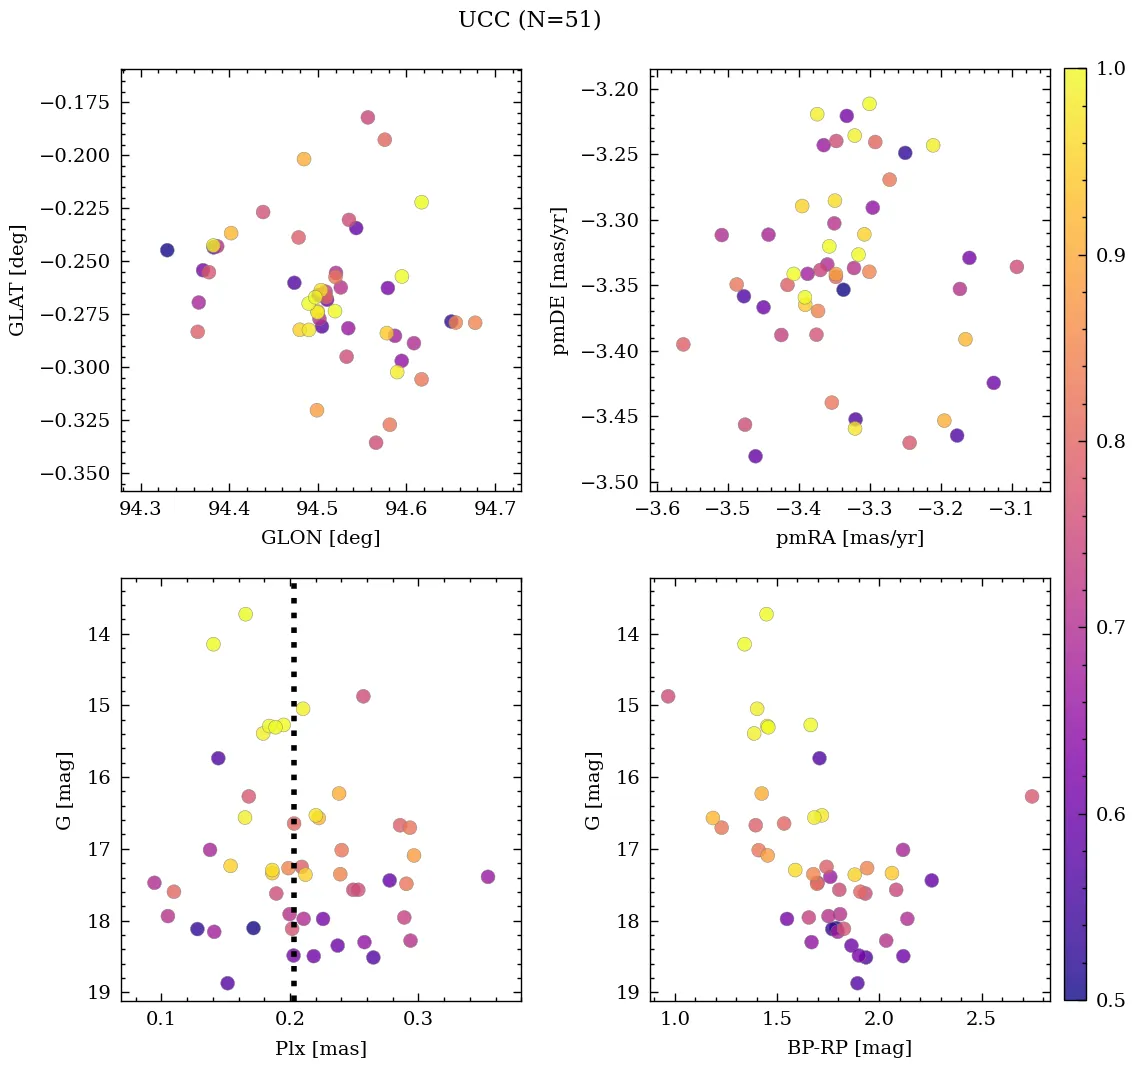 UCC (N=51)
−0.175
−0.200
−0.225
−0.250
−0.275
−0.300
−0.325
−0.350
GLAT [deg]
94.3 94.4 94.5 94.6 94.7
GLON [deg]
−3.20
−3.25
−3.30
−3.35
−3.40
−3.45
−3.50
pmDE [mas/yr]
−3.6 −3.5 −3.4 −3.3 −3.2 −3.1
pmRA [mas/yr]
14
15
16
17
18
19
G [mag]
0.1 0.2 0.3
Plx [mas]
14
15
16
17
18
19
G [mag]
1.0 1.5 2.0 2.5
BP-RP [mag]
1.0
0.9
0.8
0.7
0.6
0.5